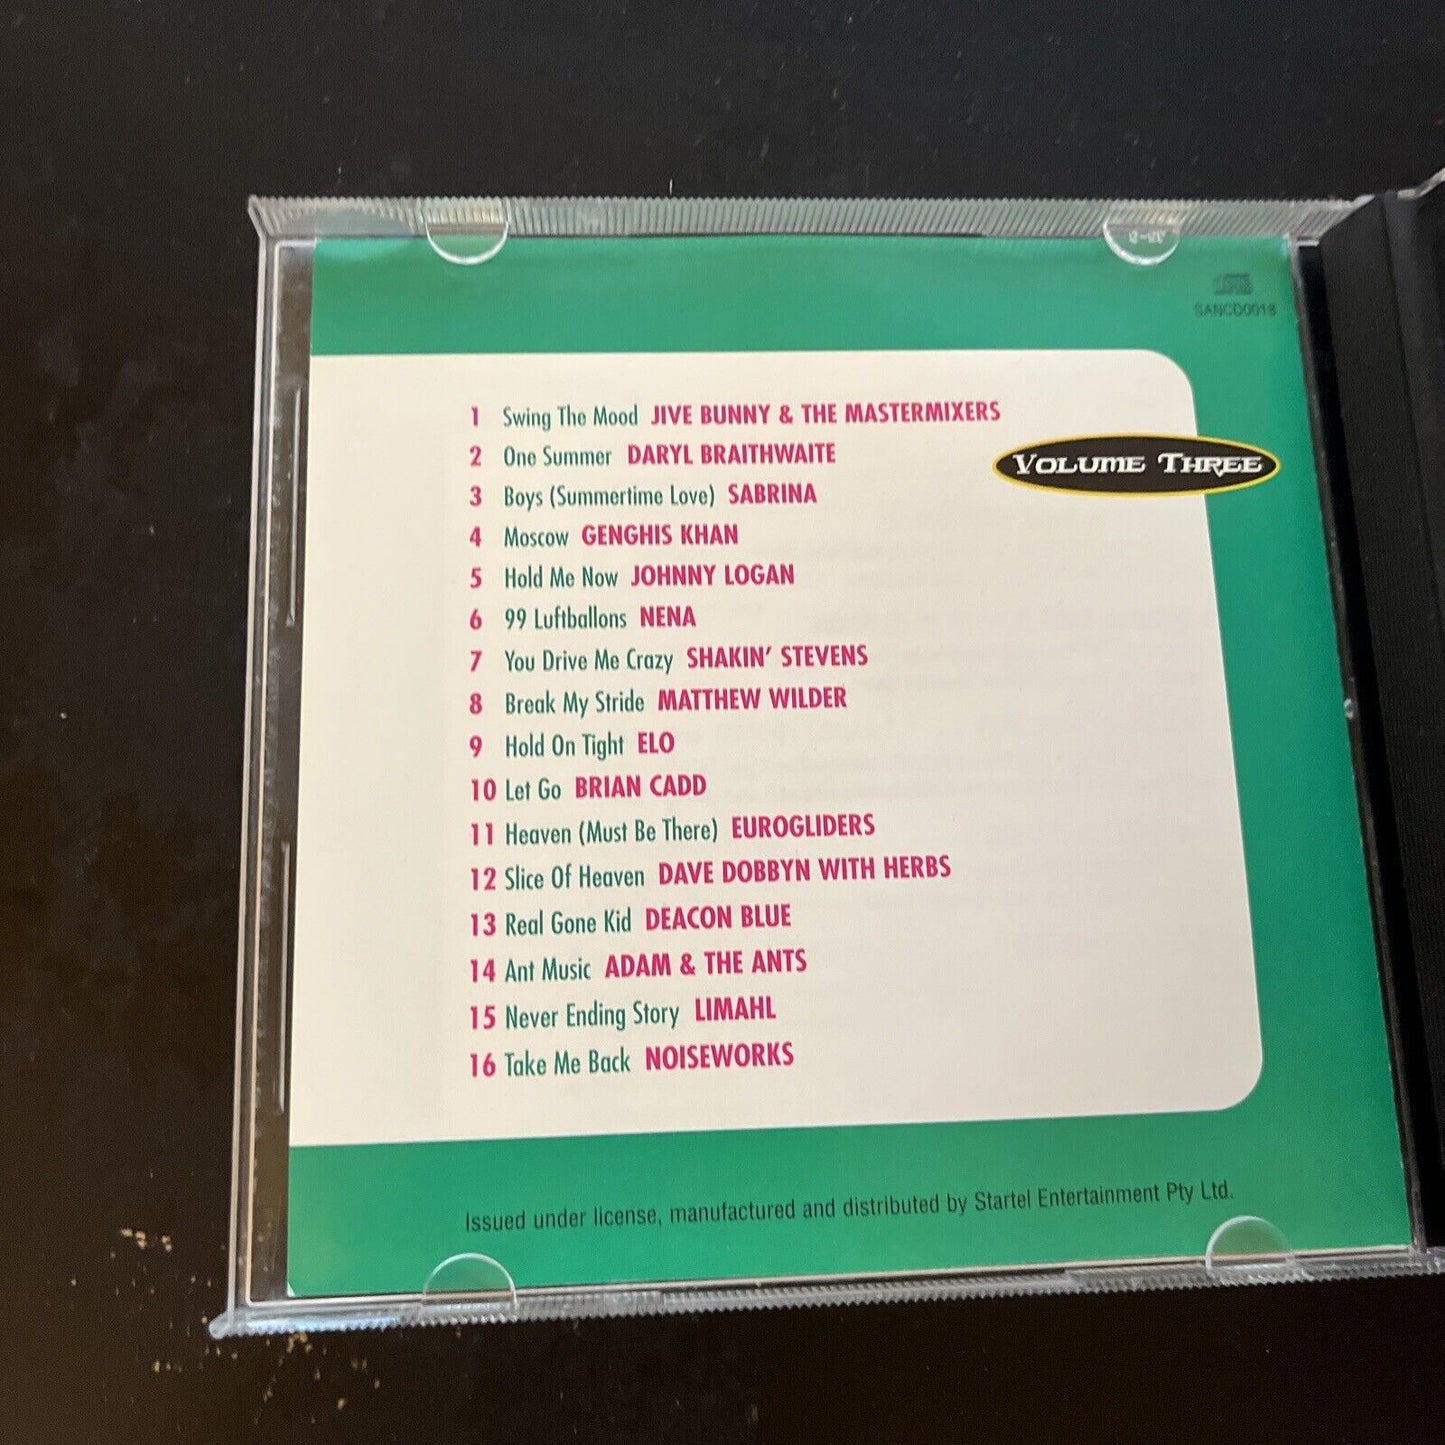 SANCD0018
1 Swing The Mood JIVE BUNNY & THE MASTERMIXERS
2 One Summer DARYL BRAITHWAITE
VOLUME THREE
3 Boys (Summertime Love) SABRINA
4 Moscow GENGHIS KHAN
5 Hold Me Now JOHNNY LOGAN
6 99 Luftballons NENA
7 You Drive Me Crazy SHAKIN' STEVENS
8 Break My Stride MATTHEW WILDER
9 Hold On Tight ELO
10 Let Go BRIAN CADD
11 Heaven (Must Be There) EUROGLIDERS
12 Slice Of Heaven DAVE DOBBYN WITH HERBS
13 Real Gone Kid DEACON BLUE
14 Ant Music ADAM & THE ANTS
15 Never Ending Story LIMAHL
16 Take Me Back NOISEWORKS
Issued under license, manufactured and distributed by Startel Entertainment Pty Ltd.